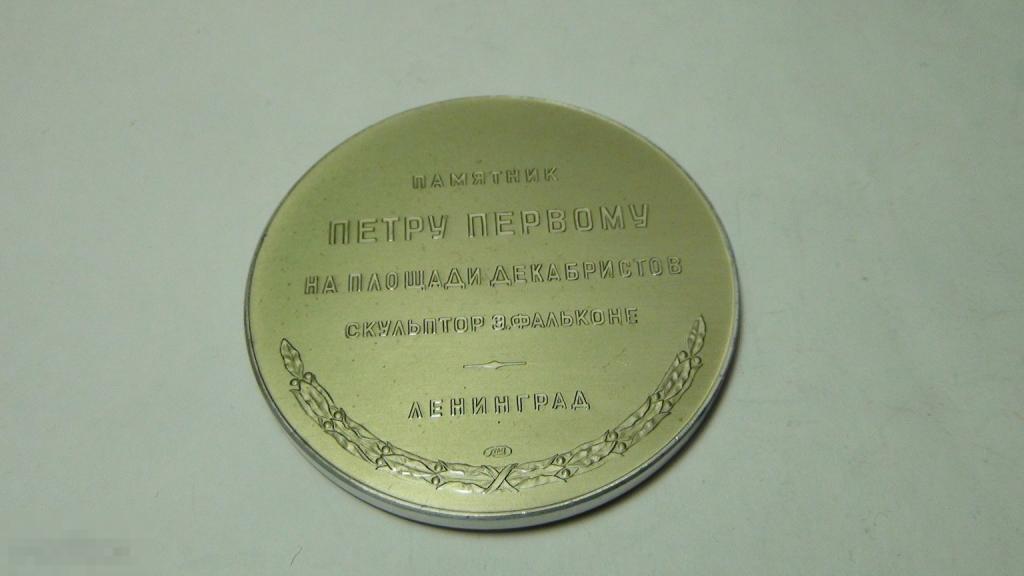 ПАМЯТНИК
ПЕТРУ ПЕРВОМУ
НА ПЛОЩАДИ ДЕКАБРИСТОВ
СКУЛЬПТОР Э.ФАЛЬКОНЕ
ЛЕНИНГРАД